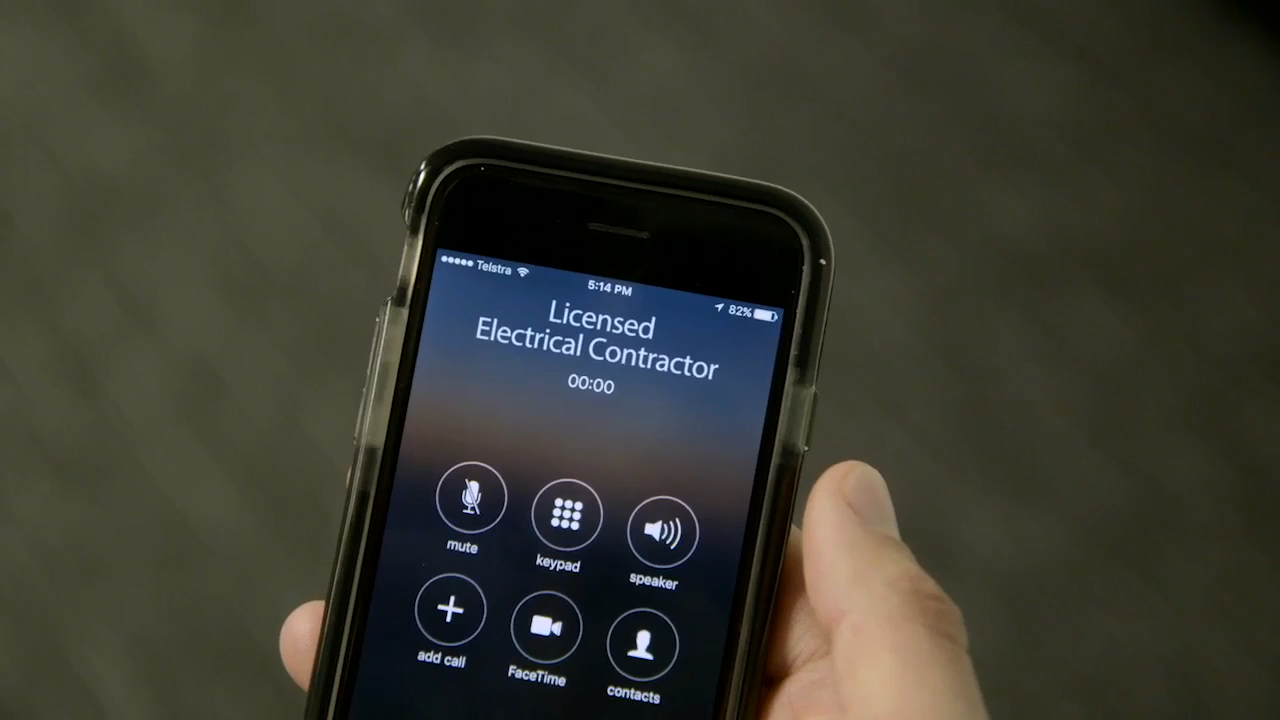 Telstra
5:14 PM
82%
Licensed
Electrical Contractor
00:00
mute
keypad
speaker
add call
FaceTime
contacts